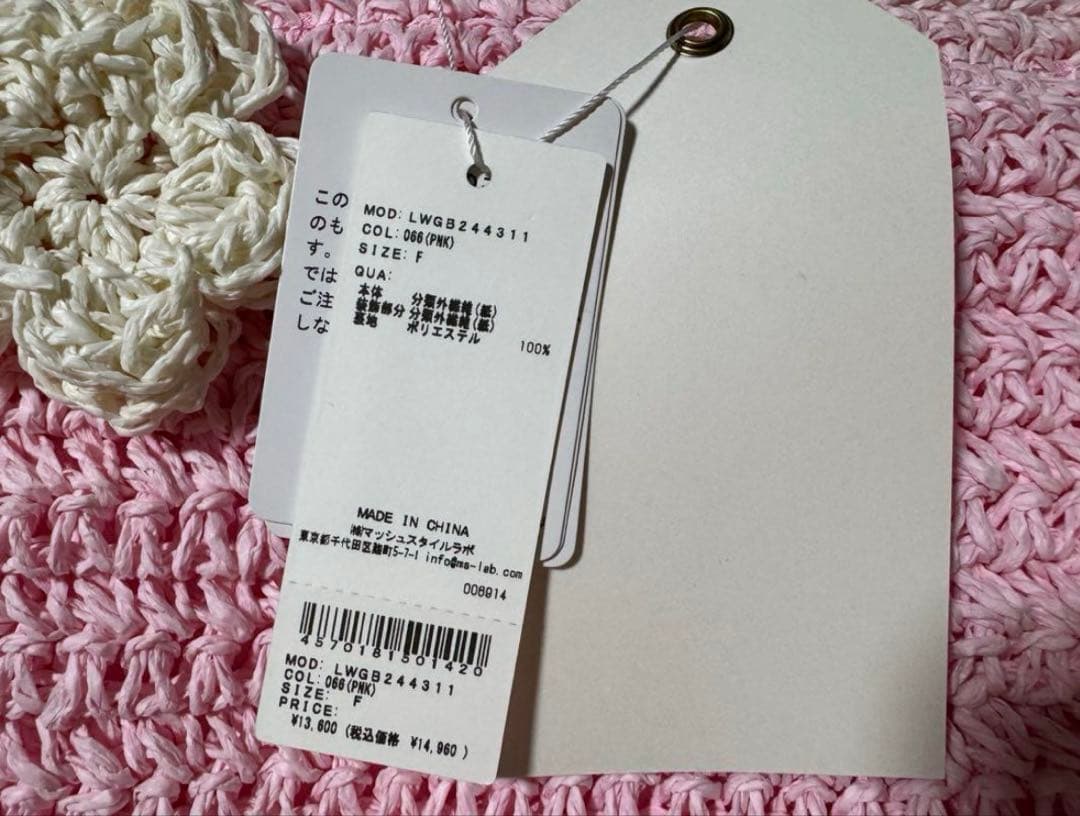 この
のも
す。
では
ご注
しな
MOD: LWGB244311
COL: 066(PNK)
SIZE: F
QUA:
本体 分類外繊維(紙)
装飾部分 分類外繊維(紙)
裏地 ポリエステル 100%
MADE IN CHINA
㈱マッシュスタイルラボ
東京都千代田区麹町5-7-1 info@ms-lab.com
006914
4570181501420
MOD: LWGB244311
COL: 066(PNK)
SIZE: F
PRICE:
¥13,600 (税込価格 ¥14,960 )